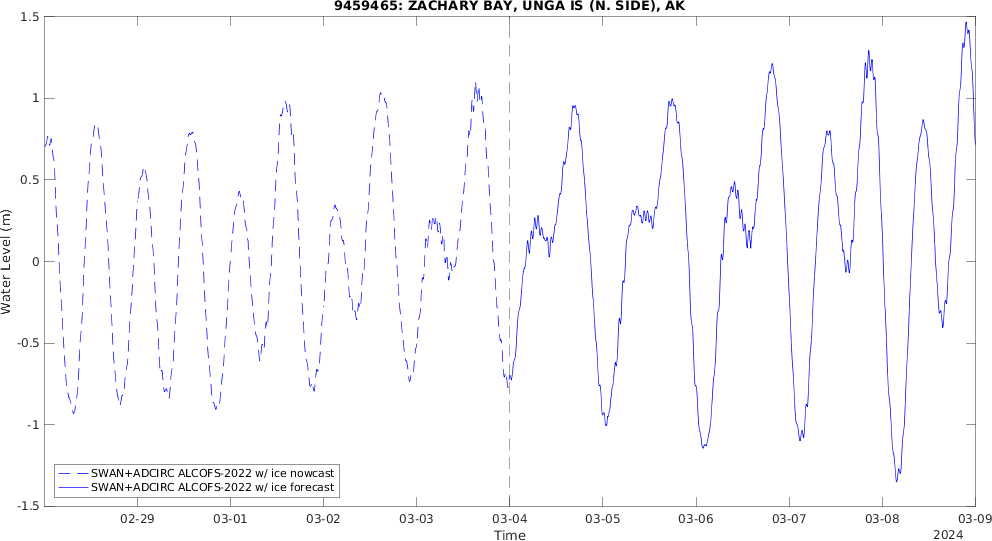 9459465: ZACHARY BAY, UNGA IS (N. SIDE), AK
1.5
1
0.5
0
-0.5
-1
-1.5
Water Level (m)
SWAN+ADCIRC ALCOFS-2022 w/ ice nowcast
SWAN+ADCIRC ALCOFS-2022 w/ ice forecast
02-29 03-01 03-02 03-03 03-04 03-05 03-06 03-07 03-08 03-09
Time
2024